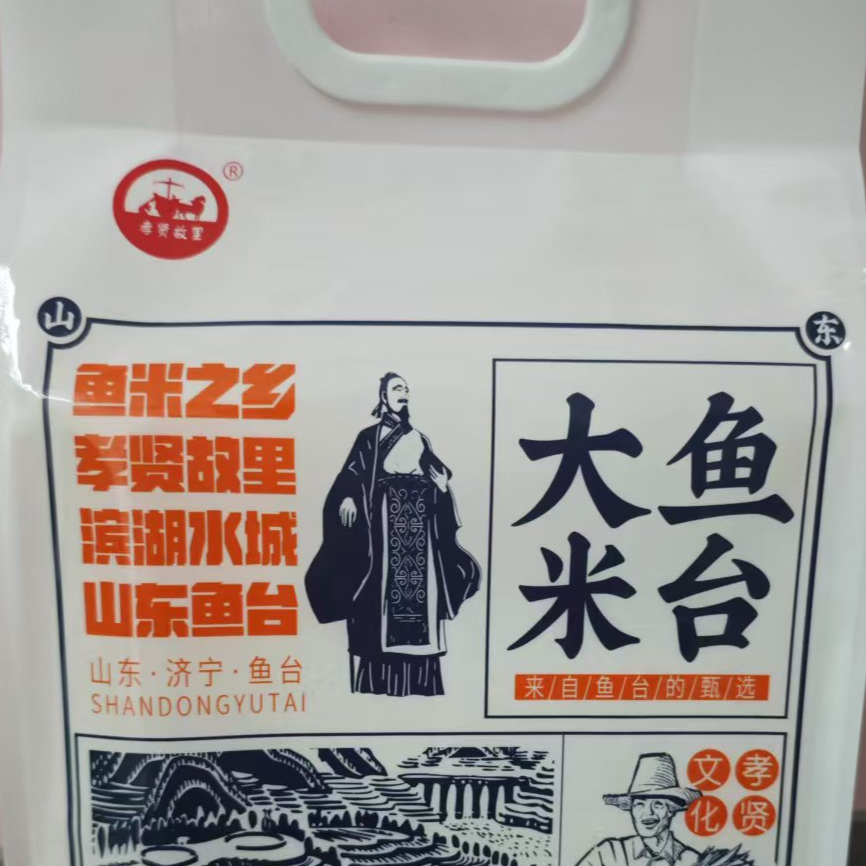 ®
孝贤故里
山东
鱼米之乡
孝贤故里
滨湖水城
山东鱼台
山东·济宁·鱼台
SHANDONGYUTAI
鱼台
大米
来/自/鱼/台/的/甄/选
孝贤
文化